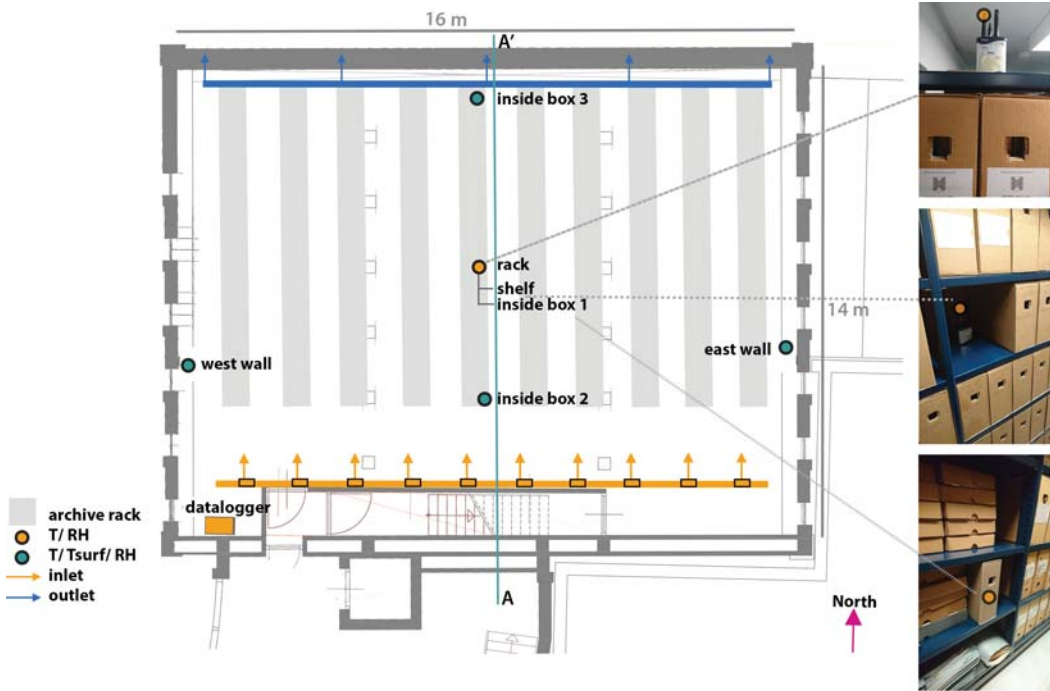 16 m
A'
inside box 3
rack
shelf
inside box 1
14 m
west wall
east wall
inside box 2
datalogger
archive rack
T/ RH
T/ Tsurf/ RH
inlet
outlet
A
North